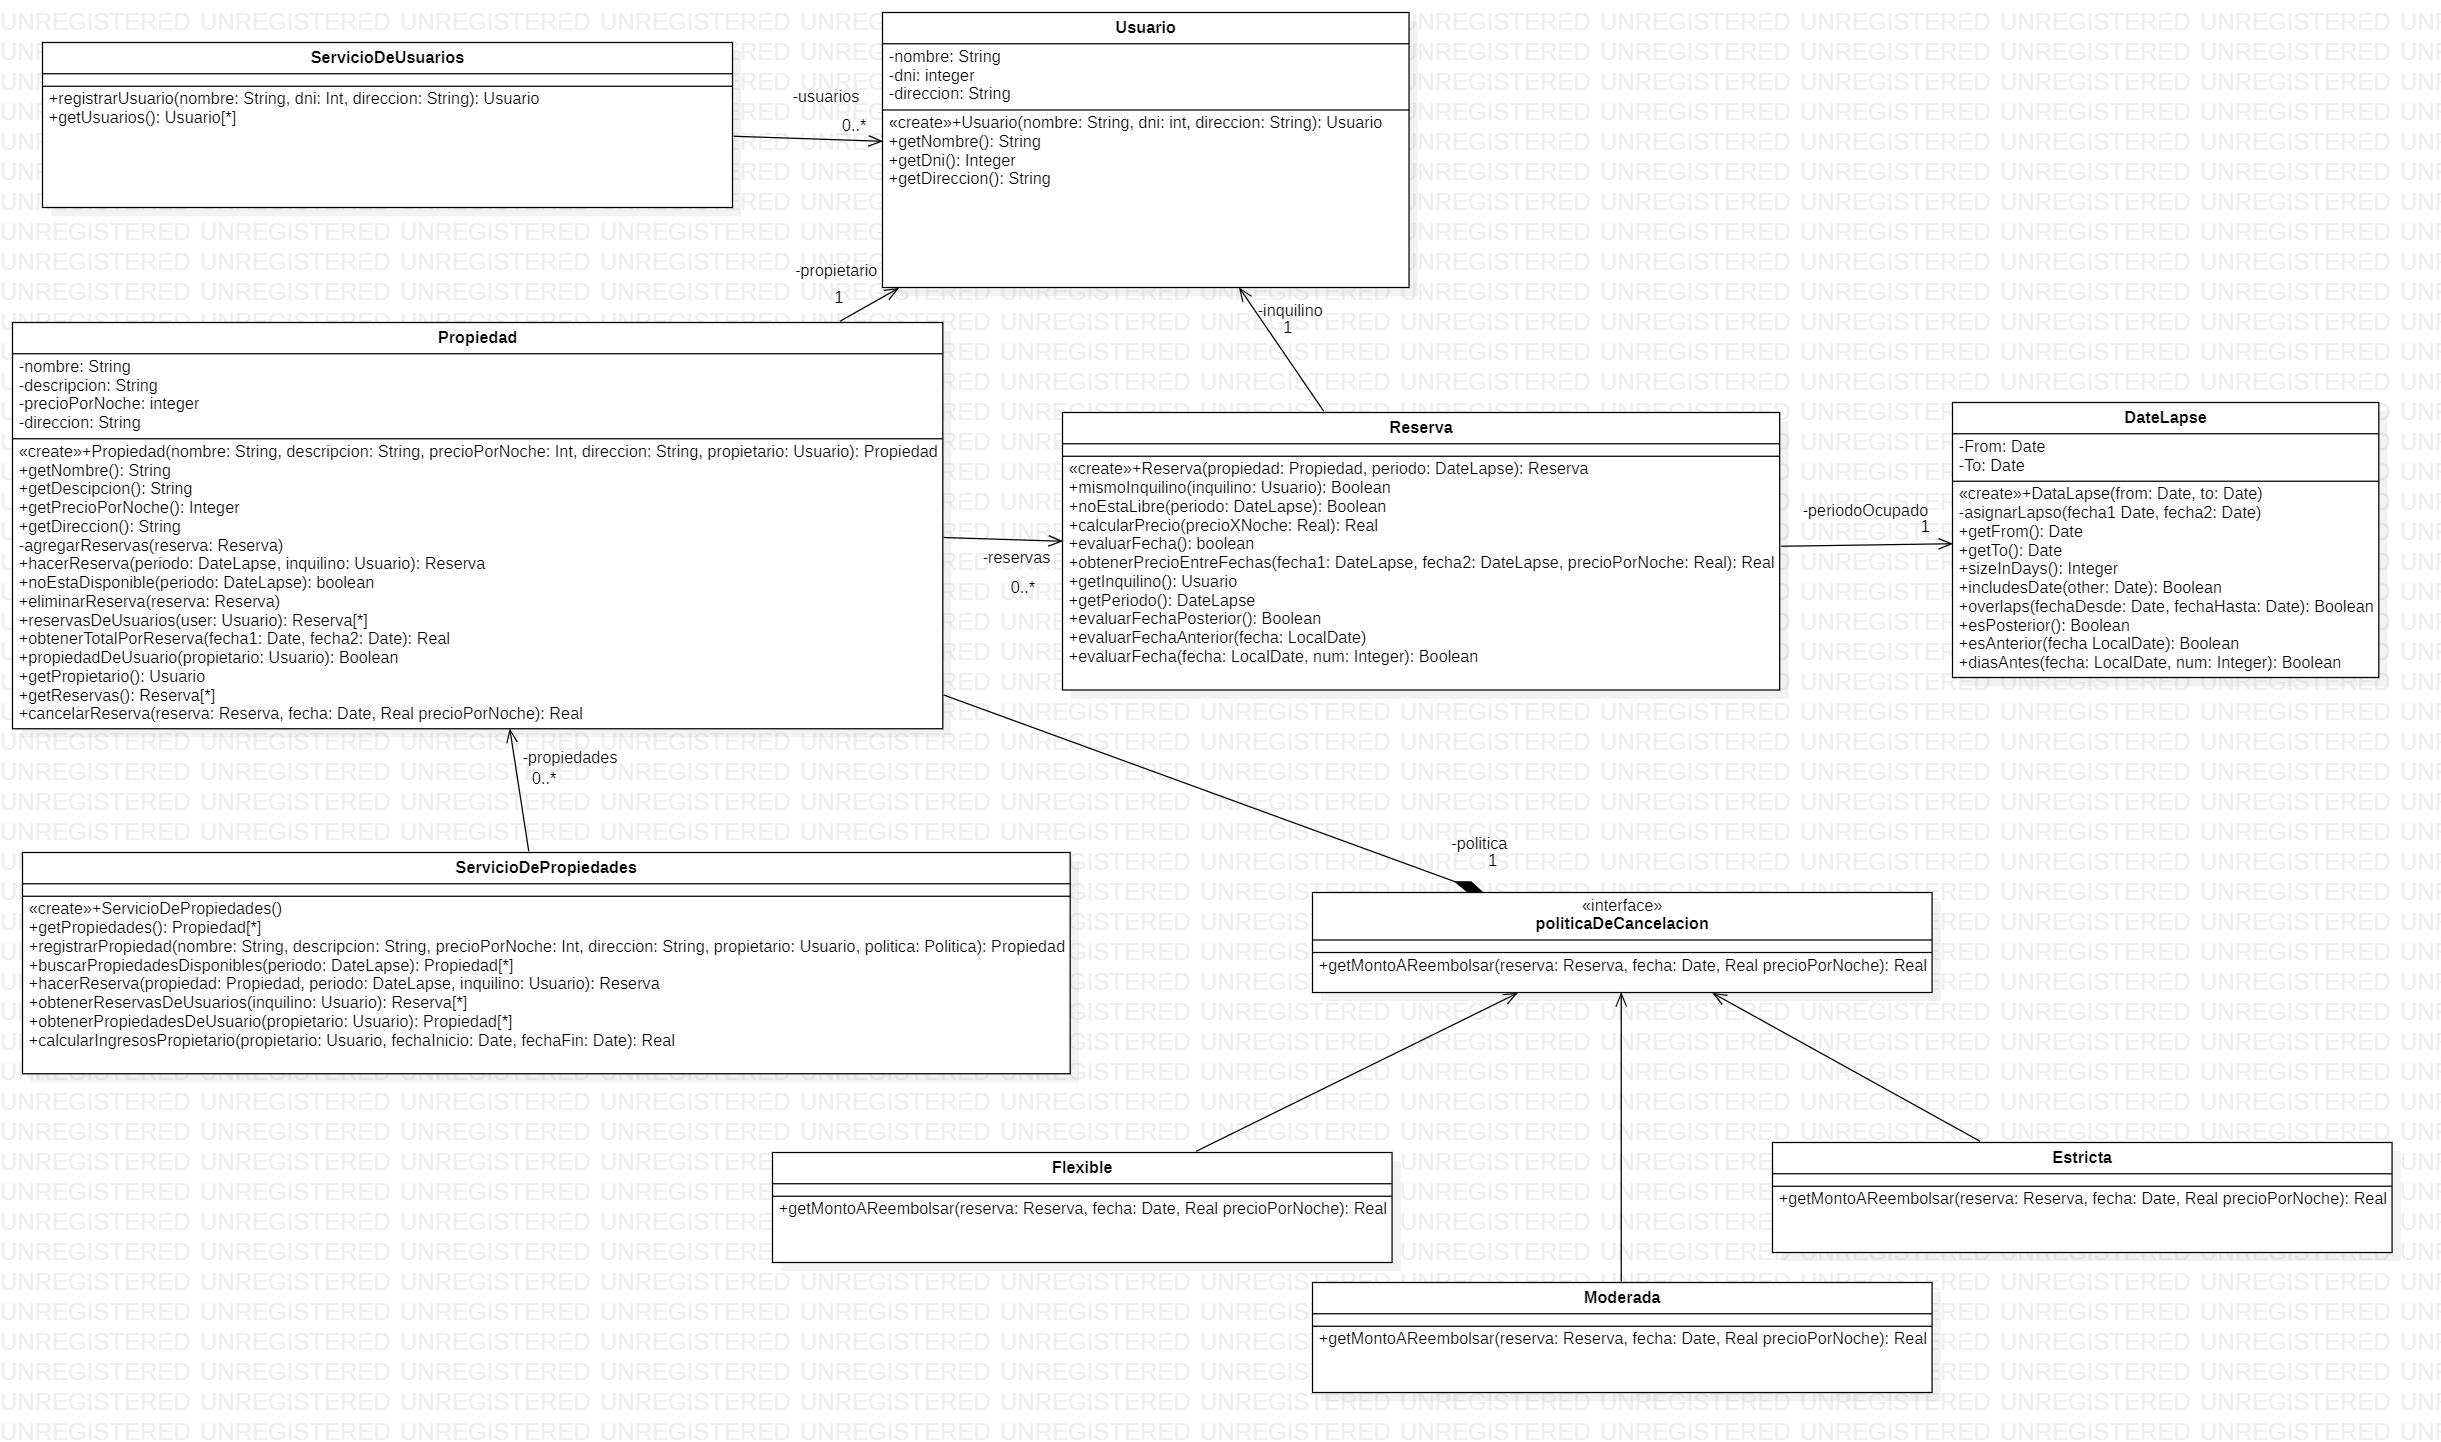 ServicioDeUsuarios
+registrarUsuario(nombre: String, dni: Int, direccion: String): Usuario
+getUsuarios(): Usuario[*]
-usuarios
0..*
Usuario
-nombre: String
-dni: integer
-direccion: String
«create»+Usuario(nombre: String, dni: int, direccion: String): Usuario
+getNombre(): String
+getDni(): Integer
+getDireccion(): String
-propietario
1
-inquilino
1
Propiedad
-nombre: String
-descripcion: String
-precioPorNoche: integer
-direccion: String
«create»+Propiedad(nombre: String, descripcion: String, precioPorNoche: Int, direccion: String, propietario: Usuario): Propiedad
+getNombre(): String
+getDescipcion(): String
+getPrecioPorNoche(): Integer
+getDireccion(): String
-agregarReservas(reserva: Reserva)
+hacerReserva(periodo: DateLapse, inquilino: Usuario): Reserva
+noEstaDisponible(periodo: DateLapse): boolean
+eliminarReserva(reserva: Reserva)
+reservasDeUsuarios(user: Usuario): Reserva[*]
+obtenerTotalPorReserva(fecha1: Date, fecha2: Date): Real
+propiedadDeUsuario(propietario: Usuario): Boolean
+getPropietario(): Usuario
+getReservas(): Reserva[*]
+cancelarReserva(reserva: Reserva, fecha: Date, Real precioPorNoche): Real
-reservas
0..*
Reserva
«create»+Reserva(propiedad: Propiedad, periodo: DateLapse): Reserva
+mismoInquilino(inquilino: Usuario): Boolean
+noEstaLibre(periodo: DateLapse): Boolean
+calcularPrecio(precioXNoche: Real): Real
+evaluarFecha(): boolean
+obtenerPrecioEntreFechas(fecha1: DateLapse, fecha2: DateLapse, precioPorNoche: Real): Real
+getInquilino(): Usuario
+getPeriodo(): DateLapse
+evaluarFechaPosterior(): Boolean
+evaluarFechaAnterior(fecha: LocalDate)
+evaluarFecha(fecha: LocalDate, num: Integer): Boolean
-periodoOcupado
1
DateLapse
-From: Date
-To: Date
«create»+DataLapse(from: Date, to: Date)
-asignarLapso(fecha1 Date, fecha2: Date)
+getFrom(): Date
+getTo(): Date
+sizeInDays(): Integer
+includesDate(other: Date): Boolean
+overlaps(fechaDesde: Date, fechaHasta: Date): Boolean
+esPosterior(): Boolean
+esAnterior(fecha LocalDate): Boolean
+diasAntes(fecha: LocalDate, num: Integer): Boolean
-propiedades
0..*
ServicioDePropiedades
«create»+ServicioDePropiedades()
+getPropiedades(): Propiedad[*]
+registrarPropiedad(nombre: String, descripcion: String, precioPorNoche: Int, direccion: String, propietario: Usuario, politica: Politica): Propiedad
+buscarPropiedadesDisponibles(periodo: DateLapse): Propiedad[*]
+hacerReserva(propiedad: Propiedad, periodo: DateLapse, inquilino: Usuario): Reserva
+obtenerReservasDeUsuarios(inquilino: Usuario): Reserva[*]
+obtenerPropiedadesDeUsuario(propietario: Usuario): Propiedad[*]
+calcularIngresosPropietario(propietario: Usuario, fechaInicio: Date, fechaFin: Date): Real
-politica
1
«interface»
politicaDeCancelacion
+getMontoAReembolsar(reserva: Reserva, fecha: Date, Real precioPorNoche): Real
Flexible
+getMontoAReembolsar(reserva: Reserva, fecha: Date, Real precioPorNoche): Real
Estricta
+getMontoAReembolsar(reserva: Reserva, fecha: Date, Real precioPorNoche): Real
Moderada
+getMontoAReembolsar(reserva: Reserva, fecha: Date, Real precioPorNoche): Real
UNREGISTERED